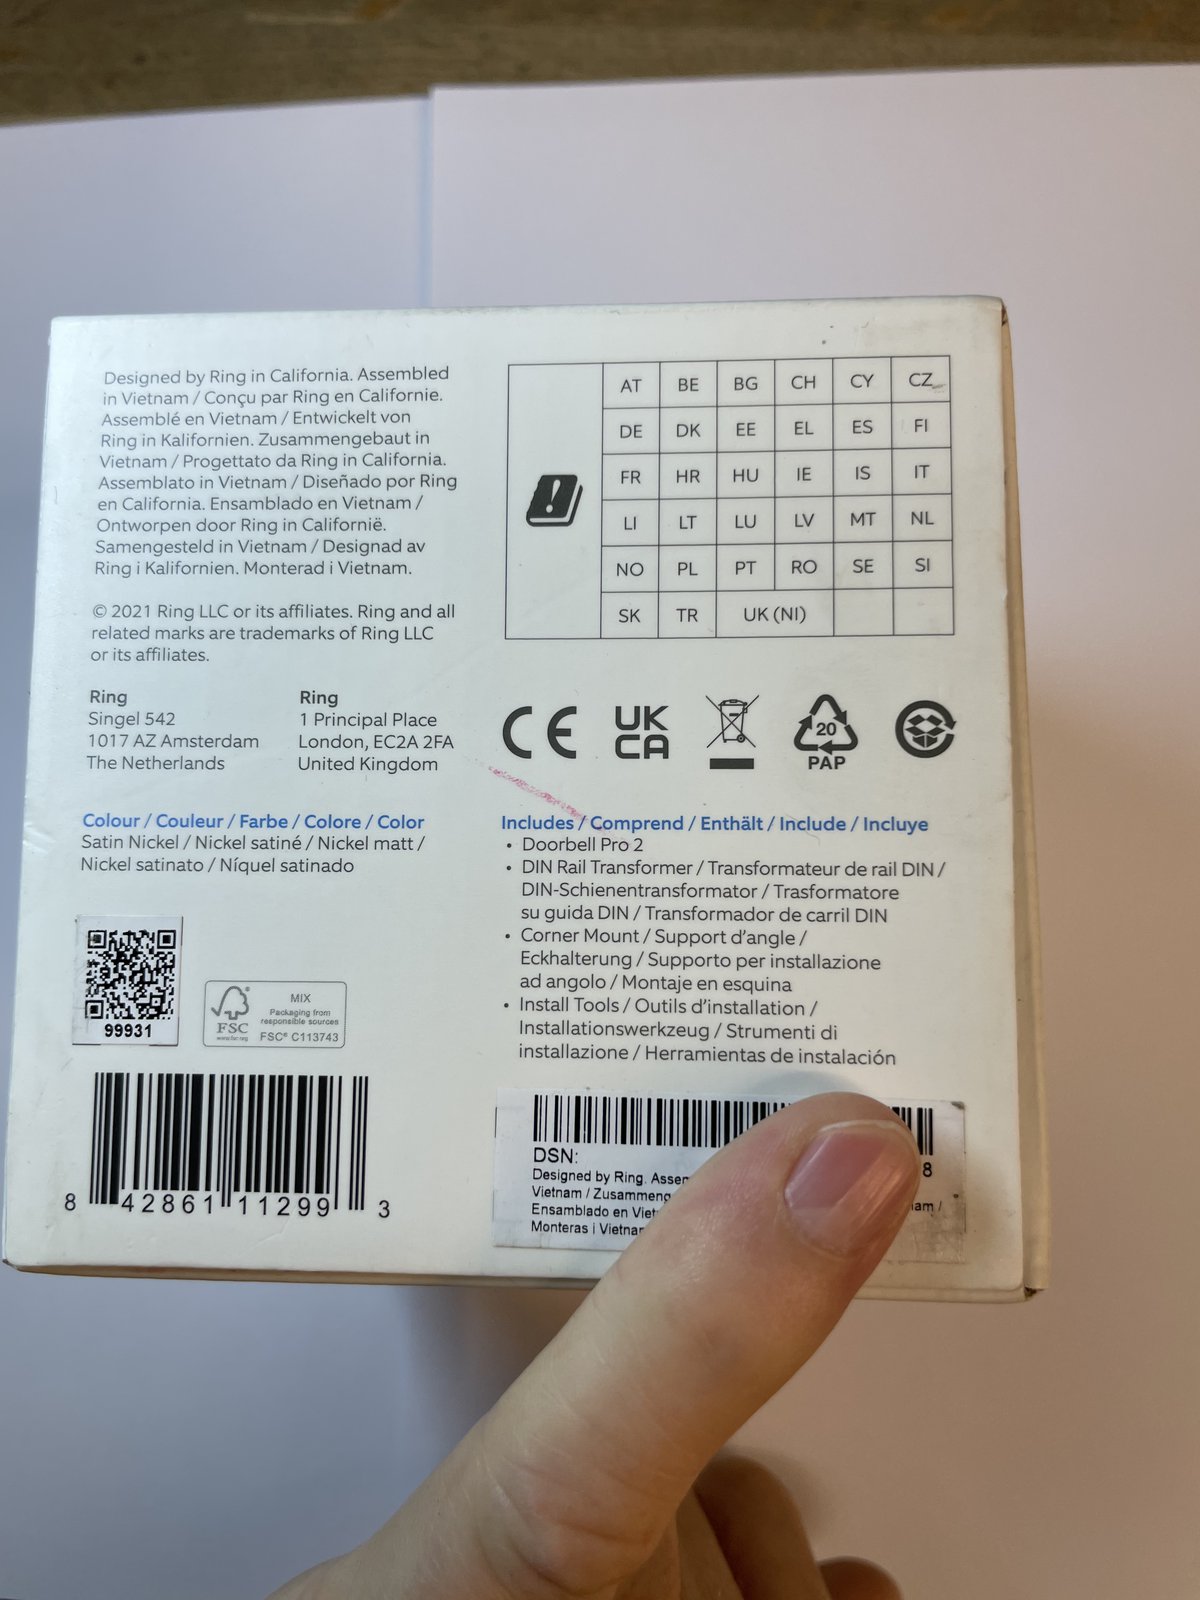 Designed by Ring in California. Assembled
in Vietnam / Conçu par Ring en Californie.
Assemblé en Vietnam / Entwickelt von
Ring in Kalifornien. Zusammengebaut in
Vietnam / Progettato da Ring in California.
Assemblato in Vietnam / Diseñado por Ring
en California. Ensamblado en Vietnam /
Ontworpen door Ring in Californië.
Samengesteld in Vietnam / Designad av
Ring i Kalifornien. Monterad i Vietnam.
© 2021 Ring LLC or its affiliates. Ring and all
related marks are trademarks of Ring LLC
or its affiliates.
Ring
Singel 542
1017 AZ Amsterdam
The Netherlands
Ring
1 Principal Place
London, EC2A 2FA
United Kingdom
Colour / Couleur / Farbe / Colore / Color
Satin Nickel / Nickel satiné / Nickel matt /
Nickel satinato / Níquel satinado
99931
FSC®
www.fsc.org
MIX
Packaging from
responsible sources
FSC® C113743
8 42861 11299 3
AT BE BG CH CY CZ
DE DK EE EL ES FI
FR HR HU IE IS IT
LI LT LU LV MT NL
NO PL PT RO SE SI
SK TR UK (NI)
CE
UK
CA
20
PAP
Includes / Comprend / Enthält / Include / Incluye
• Doorbell Pro 2
• DIN Rail Transformer / Transformateur de rail DIN /
DIN-Schienentransformator / Trasformatore
su guida DIN / Transformador de carril DIN
• Corner Mount / Support d'angle /
Eckhalterung / Supporto per installazione
ad angolo / Montaje en esquina
• Install Tools / Outils d'installation /
Installationswerkzeug / Strumenti di
installazione / Herramientas de instalación
DSN: 8
Designed by Ring.
Vietnam /
Ensamblado en
Monteras i